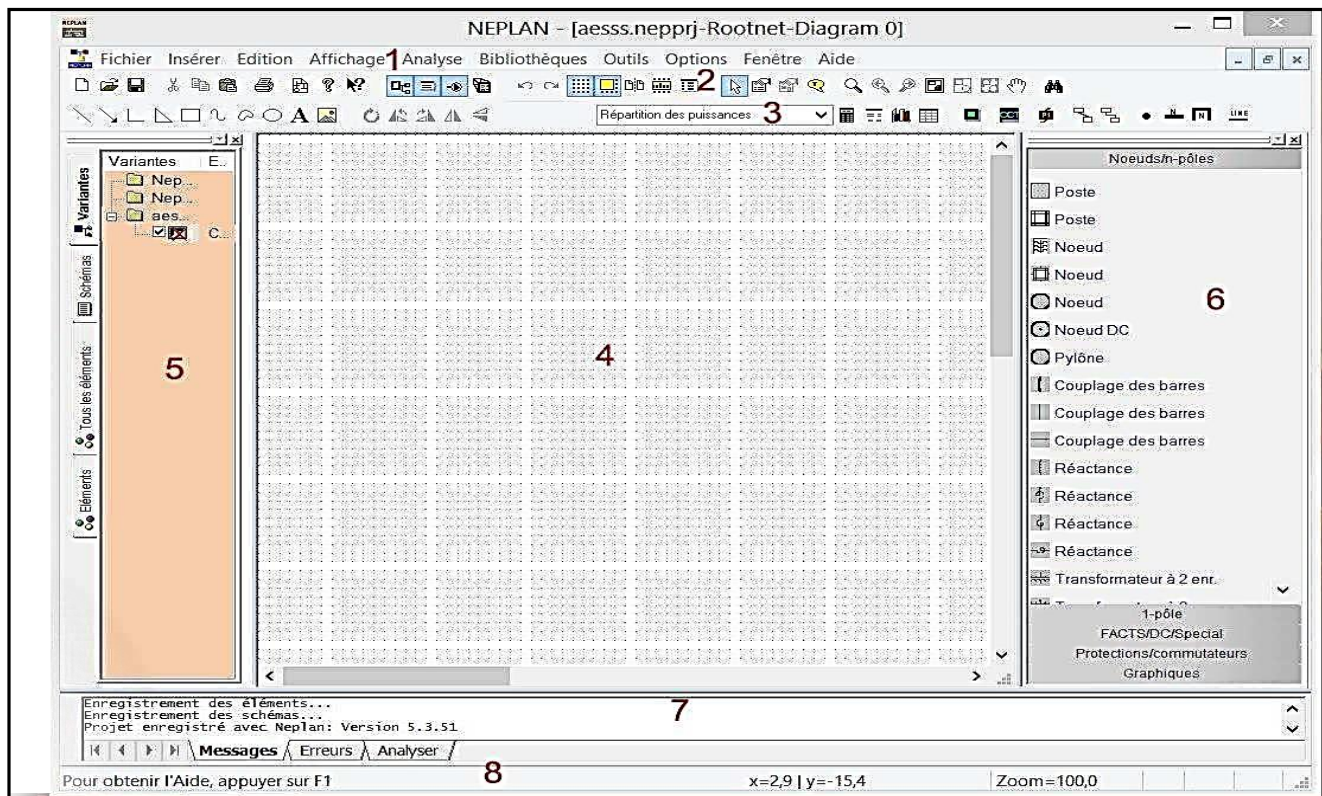 NEPLAN
NEPLAN - [aesss.nepprj-Rootnet-Diagram 0]
Fichier Insérer Edition Affichage 1 Analyse Bibliothèques Outils Options Fenêtre Aide
2
A Répartition des puissances 3 LINE
Variantes E..
Nep...
Nep...
aes...
C...
Variantes
Schémas
Tous les éléments
Eléments
5
4
Noeuds/n-pôles
Poste
Poste
Noeud
Noeud
Noeud
Noeud DC
Pylône
Couplage des barres
Couplage des barres
Couplage des barres
Réactance
Réactance
Réactance
Réactance
Transformateur à 2 enr.
6
1-pôle
FACTS/DC/Special
Protections/commutateurs
Graphiques
Enregistrement des éléments...
Enregistrement des schémas...
Projet enregistré avec Neplan: Version 5.3.51
7
Messages Erreurs Analyser
Pour obtenir l'Aide, appuyer sur F1 8 x=2,9 | y=-15,4 Zoom=100,0